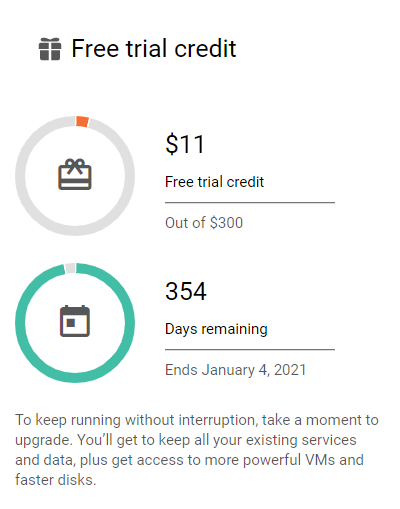 Free trial credit
$11
Free trial credit
Out of $300
354
Days remaining
Ends January 4, 2021
To keep running without interruption, take a moment to
upgrade. You’ll get to keep all your existing services
and data, plus get access to more powerful VMs and
faster disks.